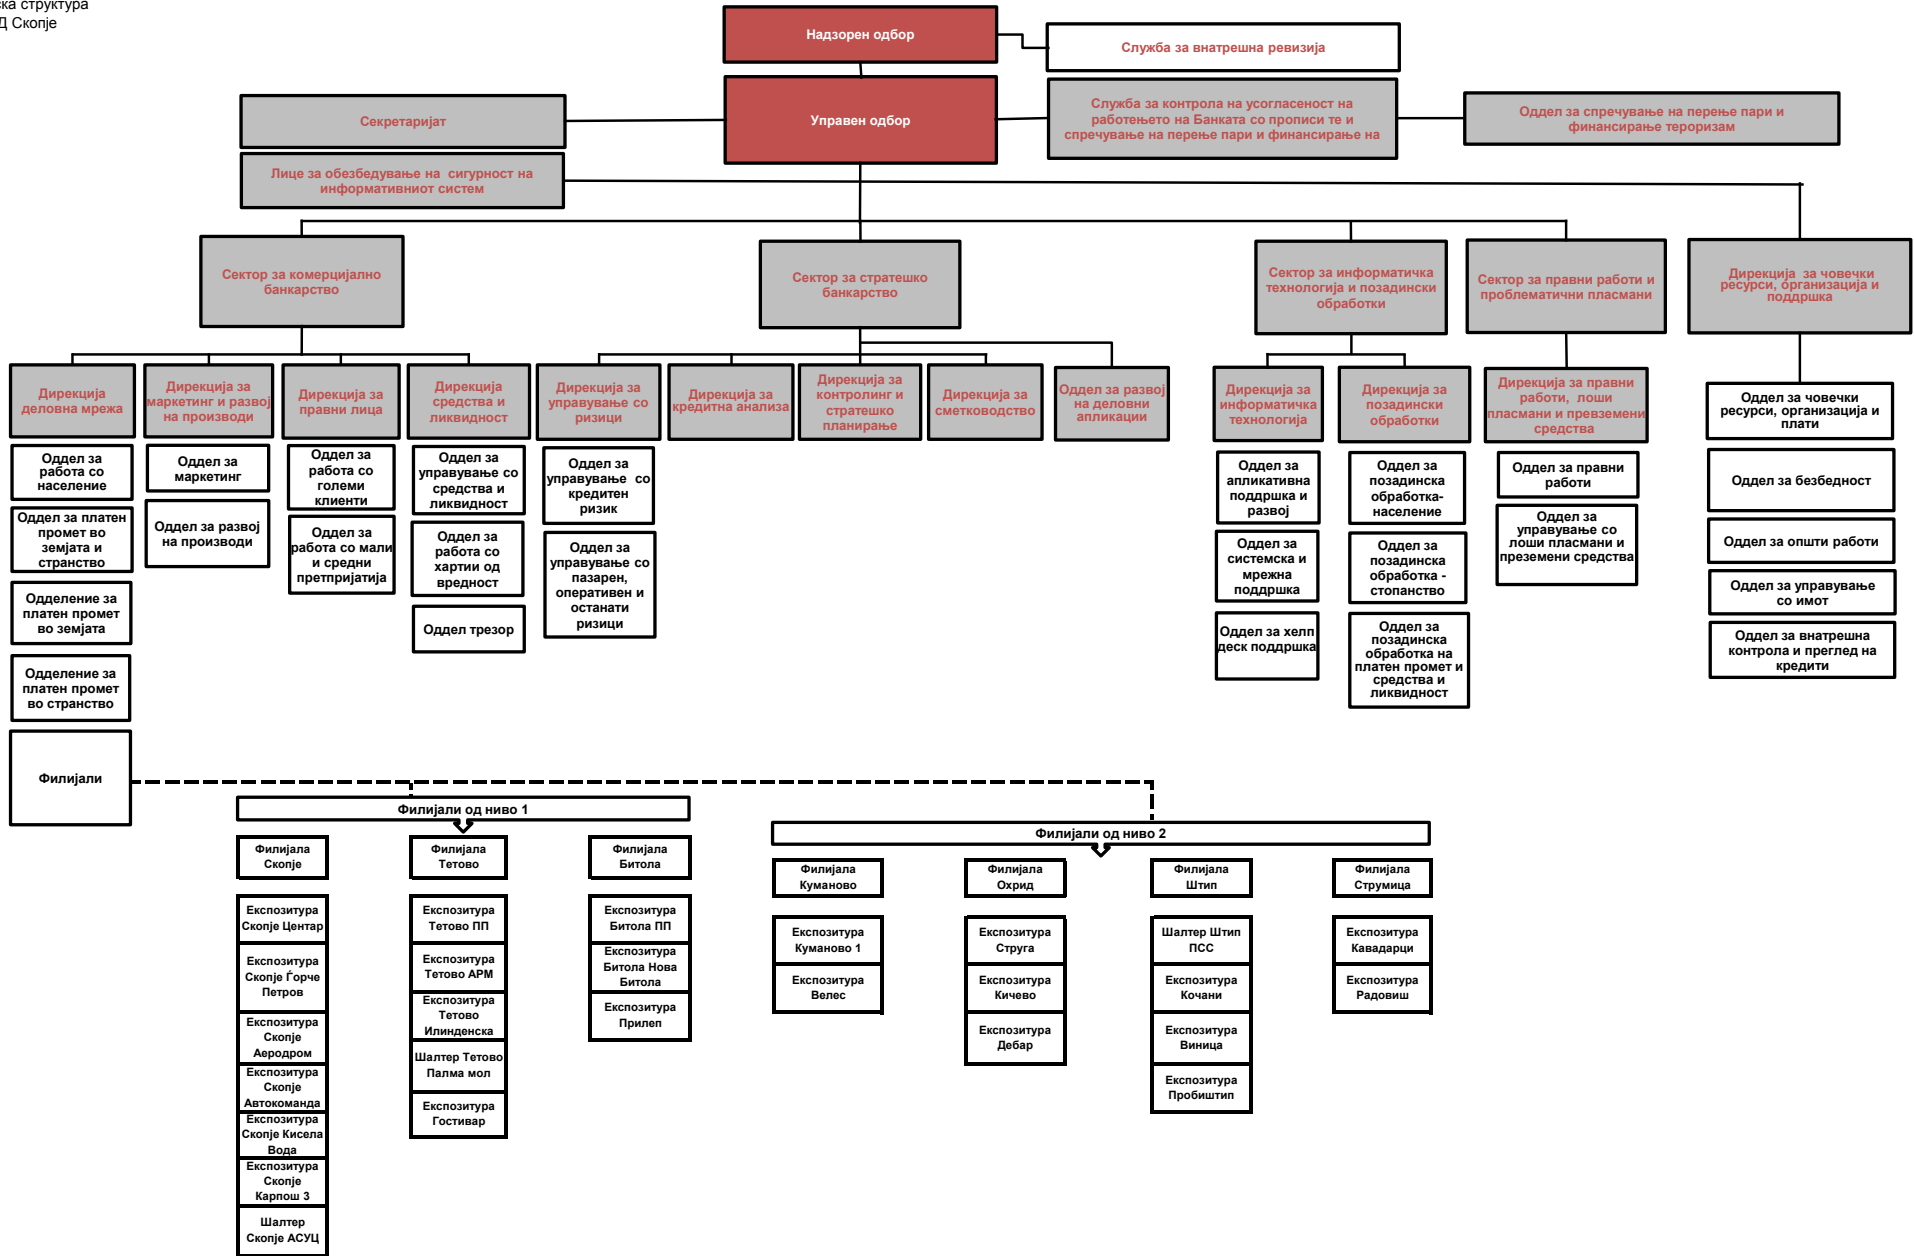 ска структура
Д Скопје
Надзорен одбор
Служба за внатрешна ревизија
Секретаријат
Управен одбор
Служба за контрола на усогласеност на
работењето на Банката со прописи те и
спречување на перење пари и финансирање на
Оддел за спречување на перење пари и
финансирање тероризам
Лице за обезбедување на сигурност на
информативниот систем
Сектор за комерцијално
банкарство
Сектор за стратешко
банкарство
Сектор за информатичка
технологија и позадински
обработки
Сектор за правни работи и
проблематични пласмани
Дирекција за човечки
ресурси, организација и
поддршка
Дирекција
деловна мрежа
Дирекција за
маркетинг и развој
на производи
Дирекција за
правни лица
Дирекција
средства и
ликвидност
Дирекција за
управување со
ризици
Дирекција за
кредитна анализа
Дирекција за
контролинг и
стратешко
планирање
Дирекција за
сметководство
Оддел за развој
на деловни
апликации
Дирекција за
информатичка
технологија
Дирекција за
позадински
обработки
Дирекција за правни
работи, лоши
пласмани и превземени
средства
Оддел за човечки
ресурси, организација и
плати
Оддел за
работа со
население
Оддел за
маркетинг
Оддел за
работа со
големи
клиенти
Оддел за
управување со
средства и
ликвидност
Оддел за
управување со
кредитен
ризик
Оддел за
апликативна
поддршка и
развој
Оддел за
позадинска
обработка-
население
Оддел за правни
работи
Оддел за безбедност
Оддел за платен
промет во
земјата и
странство
Оддел за развој
на производи
Оддел за
работа со мали
и средни
претпријатија
Оддел за
работа со
хартии од
вредност
Оддел за
управување со
пазарен,
оперативен и
останати
ризици
Оддел за
системска и
мрежна
поддршка
Оддел за
позадинска
обработка -
стопанство
Оддел за
управување со
лоши пласмани и
преземени средства
Оддел за општи работи
Одделение за
платен промет
во земјата
Оддел трезор
Оддел за хелп
деск поддршка
Оддел за
позадинска
обработка на
платен промет и
средства и
ликвидност
Оддел за управување
со имот
Оддел за внатрешна
контрола и преглед на
кредити
Одделение за
платен промет
во странство
Филијали
Филијали од ниво 1
Филијали од ниво 2
Филијала
Скопје
Филијала
Тетово
Филијала
Битола
Филијала
Куманово
Филијала
Охрид
Филијала
Штип
Филијала
Струмица
Експозитура
Скопје Центар
Експозитура
Скопје Ѓорче
Петров
Експозитура
Скопје
Аеродром
Експозитура
Скопје
Автокоманда
Експозитура
Скопје Кисела
Вода
Експозитура
Скопје
Карпош 3
Шалтер
Скопје АСУЦ
Експозитура
Тетово ПП
Експозитура
Тетово АРМ
Експозитура
Тетово
Илинденска
Шалтер Тетово
Палма мол
Експозитура
Гостивар
Експозитура
Битола ПП
Експозитура
Битола Нова
Битола
Експозитура
Прилеп
Експозитура
Куманово 1
Експозитура
Велес
Експозитура
Струга
Експозитура
Кичево
Експозитура
Дебар
Шалтер Штип
ПСС
Експозитура
Кочани
Експозитура
Виница
Експозитура
Пробиштип
Експозитура
Кавадарци
Експозитура
Радовиш